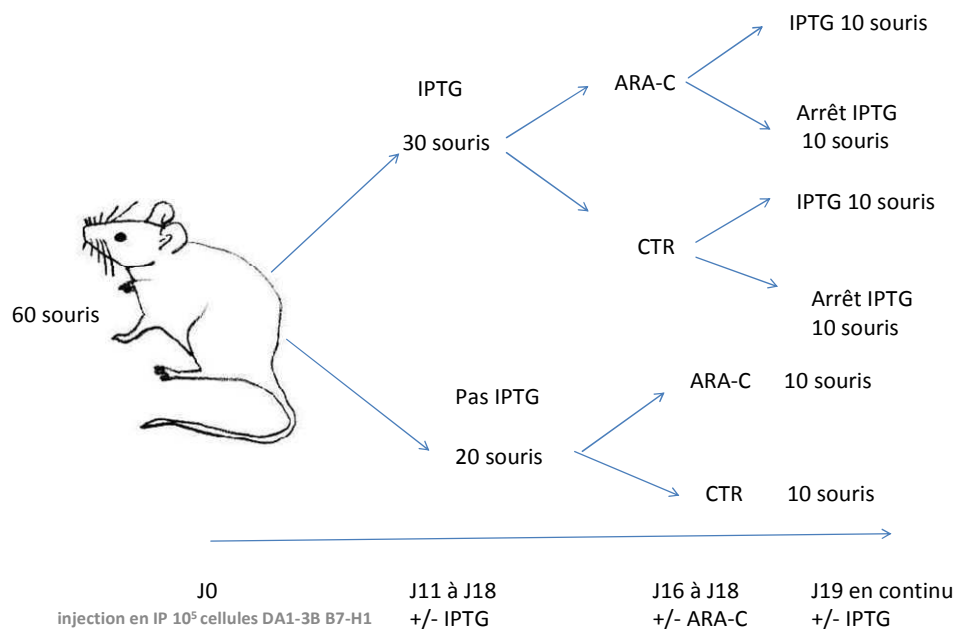 IPTG 10 souris
IPTG
ARA-C
Arrêt IPTG
10 souris
30 souris
IPTG 10 souris
CTR
60 souris
Arrêt IPTG
10 souris
Pas IPTG
ARA-C 10 souris
20 souris
CTR 10 souris
J0
J11 à J18
J16 à J18
J19 en continu
injection en IP 10⁵ cellules DA1-3B B7-H1
+/- IPTG
+/- ARA-C
+/- IPTG